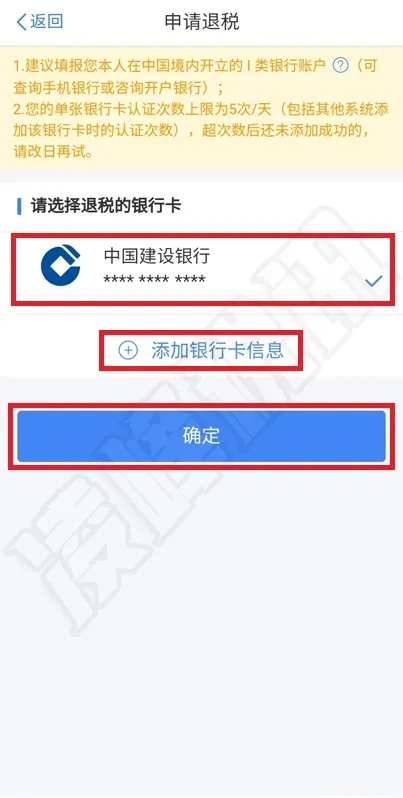 返回
申请退税
1.建议填报您本人在中国境内开立的Ⅰ类银行账户?（可
查询手机银行或咨询开户银行）；
2.您的单张银行卡认证次数上限为5次/天（包括其他系统添
加该银行卡时的认证次数），超次数后还未添加成功的，
请改日再试。
请选择退税的银行卡
中国建设银行
**** **** ****
添加银行卡信息
确定